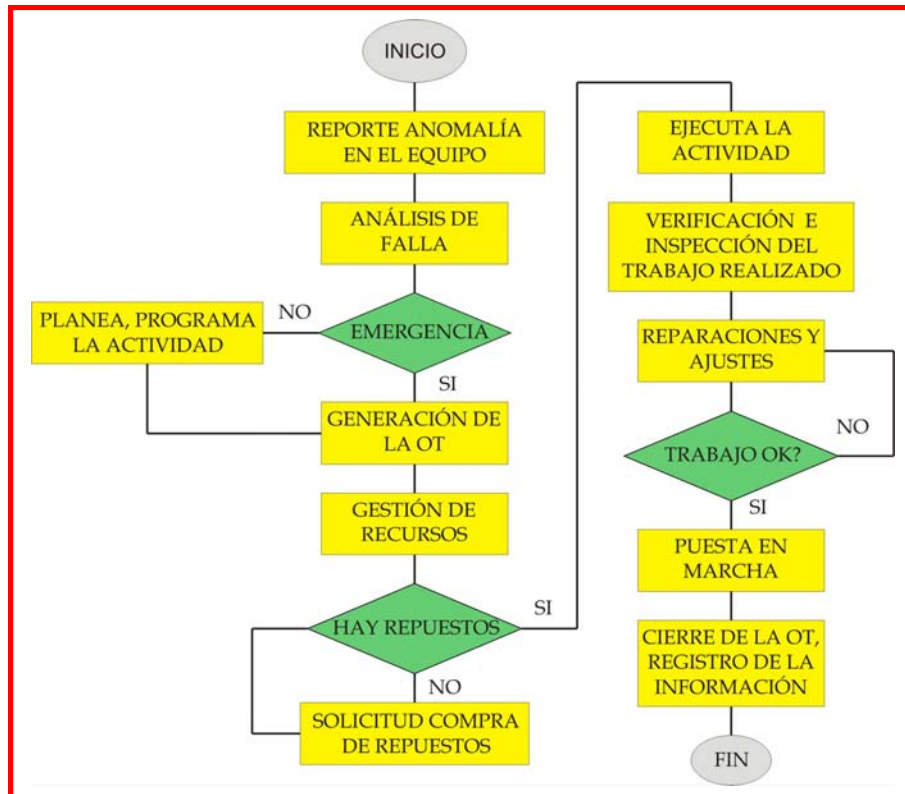 INICIO
REPORTE ANOMALÍA
EN EL EQUIPO
ANÁLISIS DE
FALLA
EMERGENCIA
NO
PLANEA, PROGRAMA
LA ACTIVIDAD
SI
GENERACIÓN DE
LA OT
GESTIÓN DE
RECURSOS
HAY REPUESTOS
SI
NO
SOLICITUD COMPRA
DE REPUESTOS
EJECUTA LA
ACTIVIDAD
VERIFICACIÓN E
INSPECCIÓN DEL
TRABAJO REALIZADO
REPARACIONES Y
AJUSTES
NO
TRABAJO OK?
SI
PUESTA EN
MARCHA
CIERRE DE LA OT,
REGISTRO DE LA
INFORMACIÓN
FIN